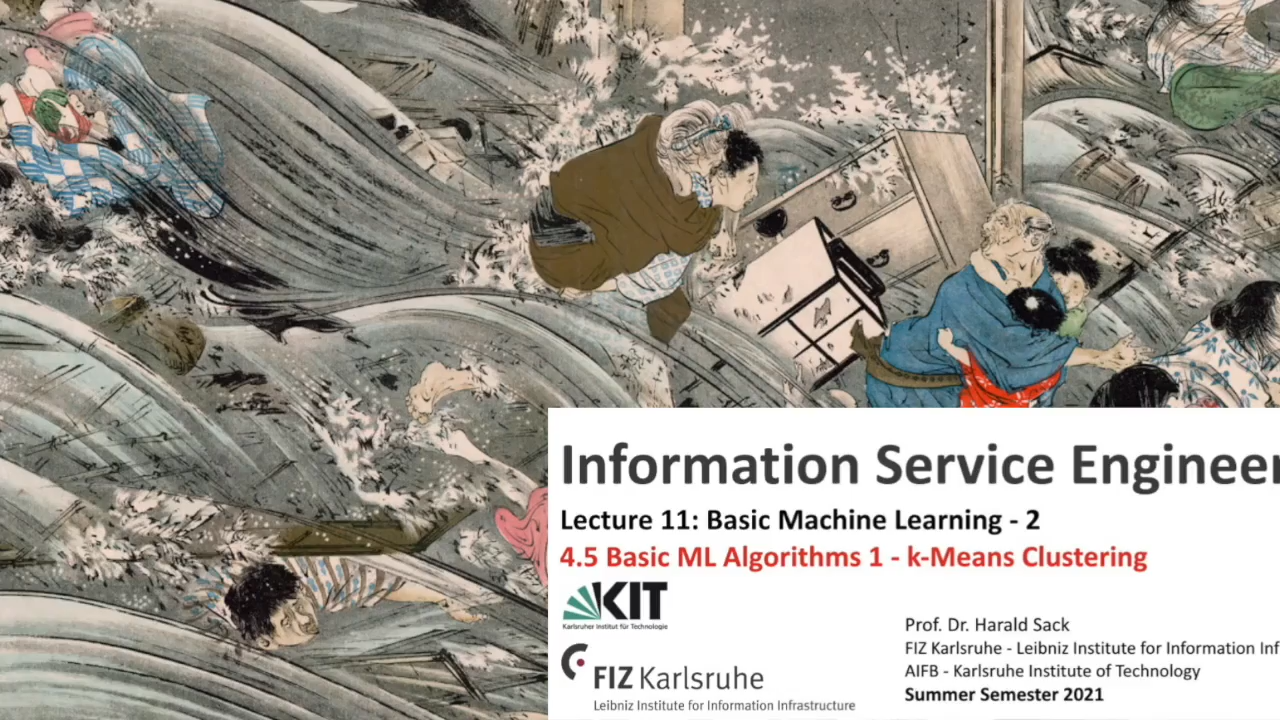 Information Service Engineer
Lecture 11: Basic Machine Learning - 2
4.5 Basic ML Algorithms 1 - k-Means Clustering
KIT
Karlsruher Institut für Technologie
FIZ Karlsruhe
Leibniz Institute for Information Infrastructure
Prof. Dr. Harald Sack
FIZ Karlsruhe - Leibniz Institute for Information Inf
AIFB - Karlsruhe Institute of Technology
Summer Semester 2021